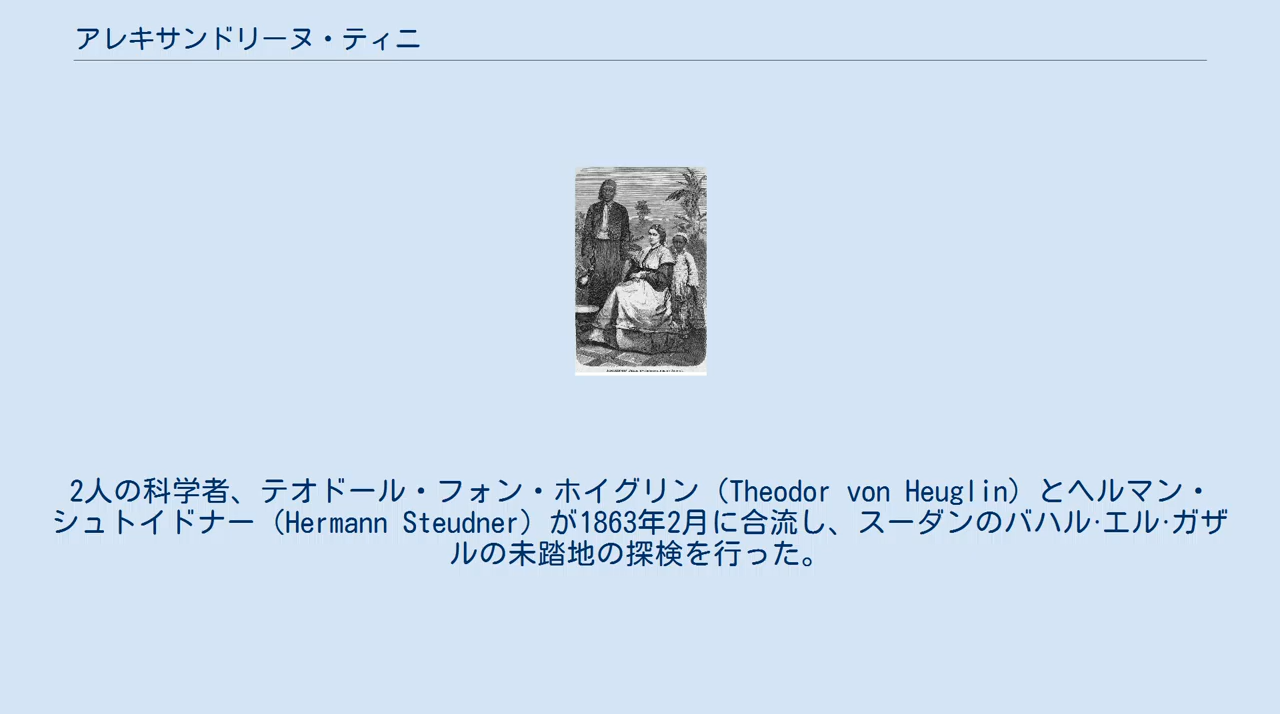 アレキサンドリーヌ・ティニ
2人の科学者、テオドール・フォン・ホイグリン（Theodor von Heuglin）とヘルマン・
シュトイドナー（Hermann Steudner）が1863年2月に合流し、スーダンのバハル·エル·ガザ
ルの未踏地の探検を行った。